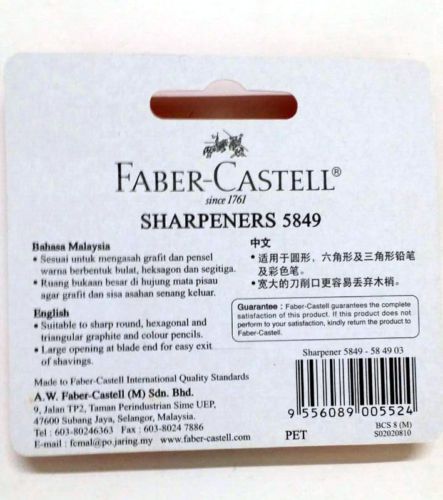 FABER-CASTELL®
since 1761
SHARPENERS 5849
Bahasa Malaysia
• Sesuai untuk mengasah grafit dan pensel
warna berbentuk bulat, heksagon dan segitiga.
• Ruang bukaan besar di hujung mata pisau
agar grafit dan sisa asahan senang keluar.
English
• Suitable to sharp round, hexagonal and
triangular graphite and colour pencils.
• Large opening at blade end for easy exit
of shavings.
中文
• 适用于圆形、六角形及三角形铅笔
及彩色笔。
• 宽大的刀削口更容易丢弃木梢。
Guarantee : Faber-Castell guarantees the complete
satisfaction of this product. If this product does not
perform to your satisfaction, kindly return the product to
Faber-Castell.
Made to Faber-Castell International Quality Standards
A.W. Faber-Castell (M) Sdn. Bhd.
9, Jalan TP2, Taman Perindustrian Sime UEP,
47600 Subang Jaya, Selangor, Malaysia.
Tel : 603-80246363 Fax : 603-8024 7886
E-mail : fcmal@po.jaring.my www.faber-castell.com
Sharpener 5849 - 58 49 03
9 556089 005524
PET
BCS 8 (M)
S02020810